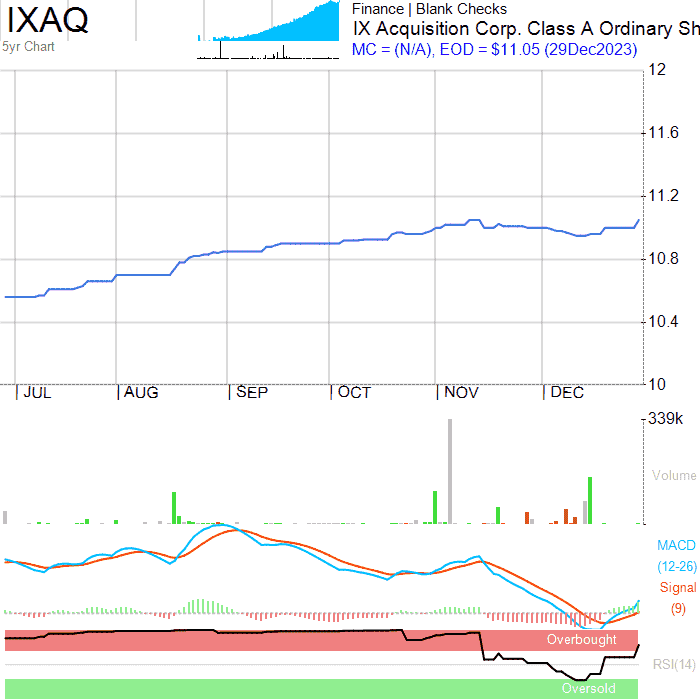 IXAQ
5yr Chart
Finance | Blank Checks
IX Acquisition Corp. Class A Ordinary Sh
MC = (N/A), EOD = $11.05 (29Dec2023)
12
11.6
11.2
10.8
10.4
10
JUL AUG SEP OCT NOV DEC
339k
Volume
MACD
(12-26)
Signal
(9)
Overbought
RSI(14)
Oversold